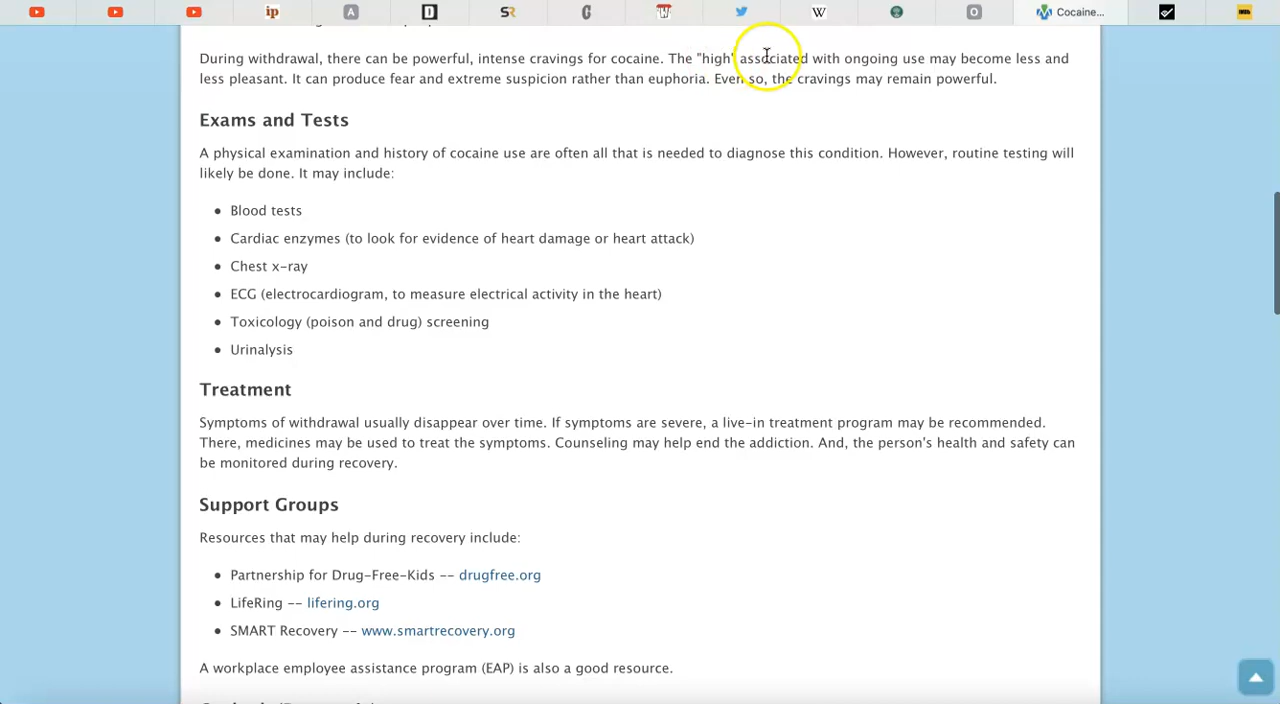 Cocaine...
During withdrawal, there can be powerful, intense cravings for cocaine. The "high" associated with ongoing use may become less and
less pleasant. It can produce fear and extreme suspicion rather than euphoria. Even so, the cravings may remain powerful.
Exams and Tests
A physical examination and history of cocaine use are often all that is needed to diagnose this condition. However, routine testing will
likely be done. It may include:
Blood tests
Cardiac enzymes (to look for evidence of heart damage or heart attack)
Chest x-ray
ECG (electrocardiogram, to measure electrical activity in the heart)
Toxicology (poison and drug) screening
Urinalysis
Treatment
Symptoms of withdrawal usually disappear over time. If symptoms are severe, a live-in treatment program may be recommended.
There, medicines may be used to treat the symptoms. Counseling may help end the addiction. And, the person's health and safety can
be monitored during recovery.
Support Groups
Resources that may help during recovery include:
Partnership for Drug-Free-Kids -- drugfree.org
LifeRing -- lifering.org
SMART Recovery -- www.smartrecovery.org
A workplace employee assistance program (EAP) is also a good resource.